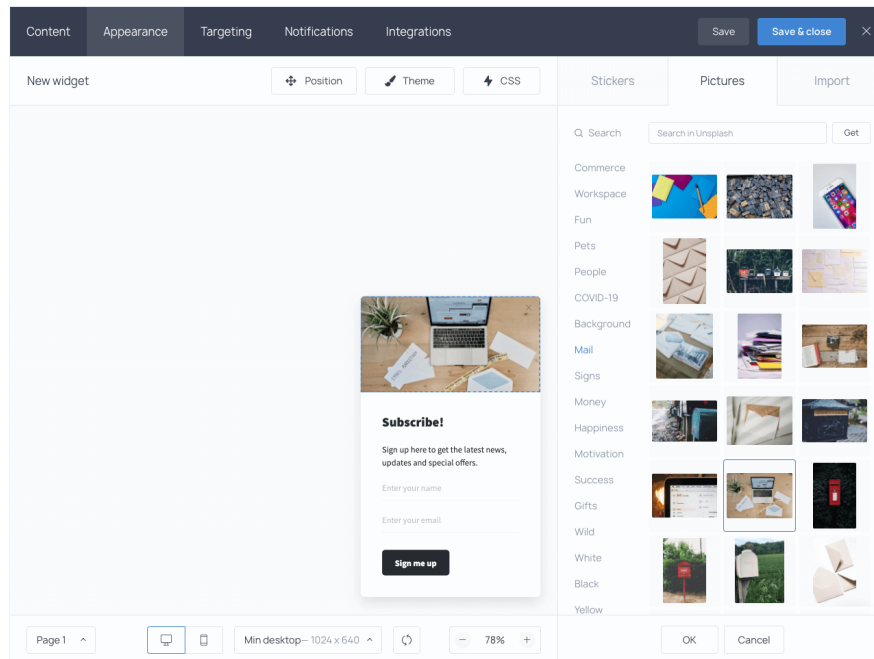 Content Appearance Targeting Notifications Integrations Save Save & close
New widget Position Theme CSS Stickers Pictures Import
Search Search in Unsplash Get
Commerce
Workspace
Fun
Pets
People
COVID-19
Background
Mail
Signs
Money
Happiness
Motivation
Success
Gifts
Wild
White
Black
Yellow
Subscribe!
Sign up here to get the latest news,
updates and special offers.
Enter your name
Enter your email
Sign me up
Page 1 Min desktop — 1024 x 640 78% OK Cancel